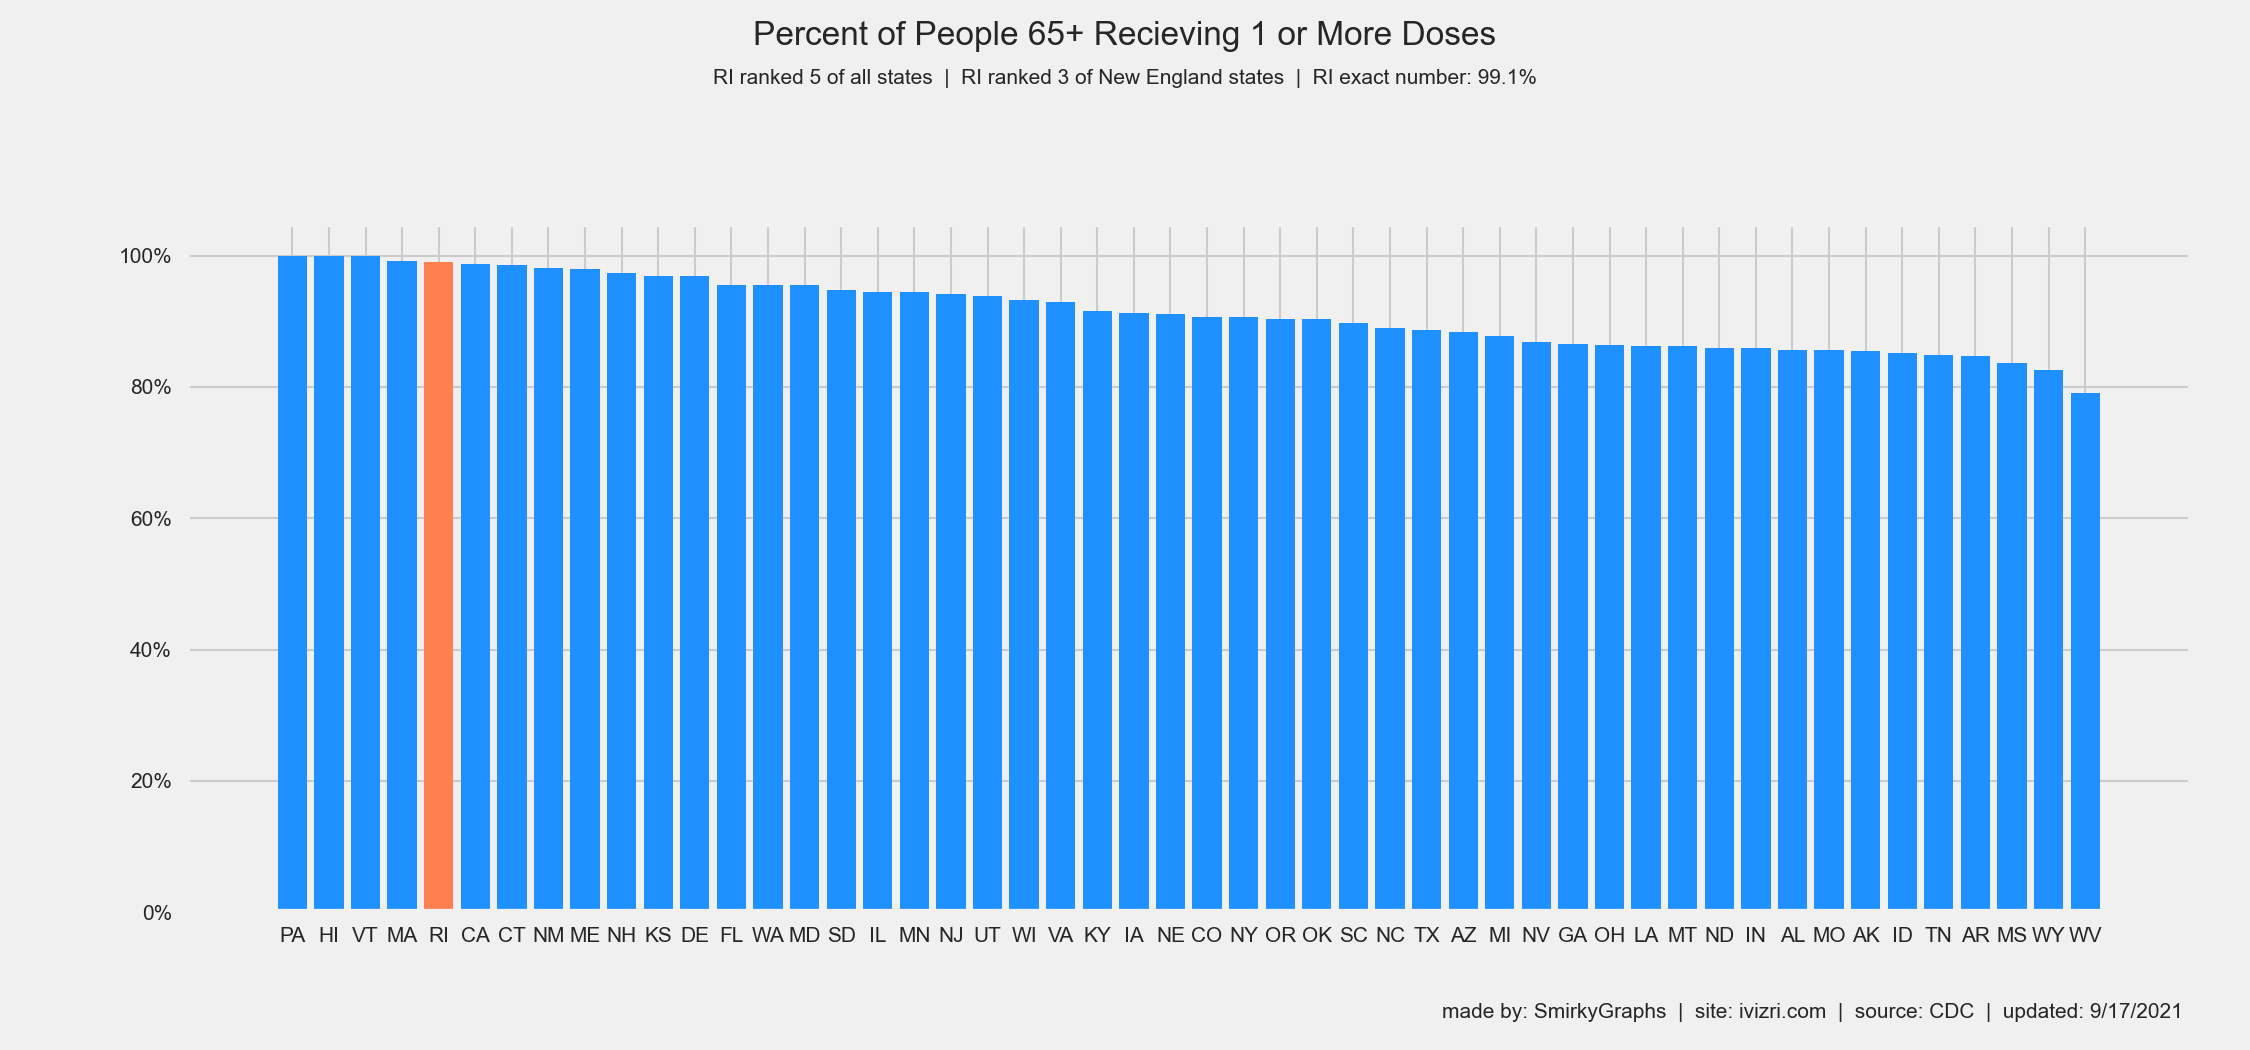 Percent of People 65+ Recieving 1 or More Doses
RI ranked 5 of all states | RI ranked 3 of New England states | RI exact number: 99.1%
100%
80%
60%
40%
20%
0%
PA HI VT MA RI CA CT NM ME NH KS DE FL WA MD SD IL MN NJ UT WI VA KY IA NE CO NY OR OK SC NC TX AZ MI NV GA OH LA MT ND IN AL MO AK ID TN AR MS WY WV
made by: SmirkyGraphs | site: ivizri.com | source: CDC | updated: 9/17/2021